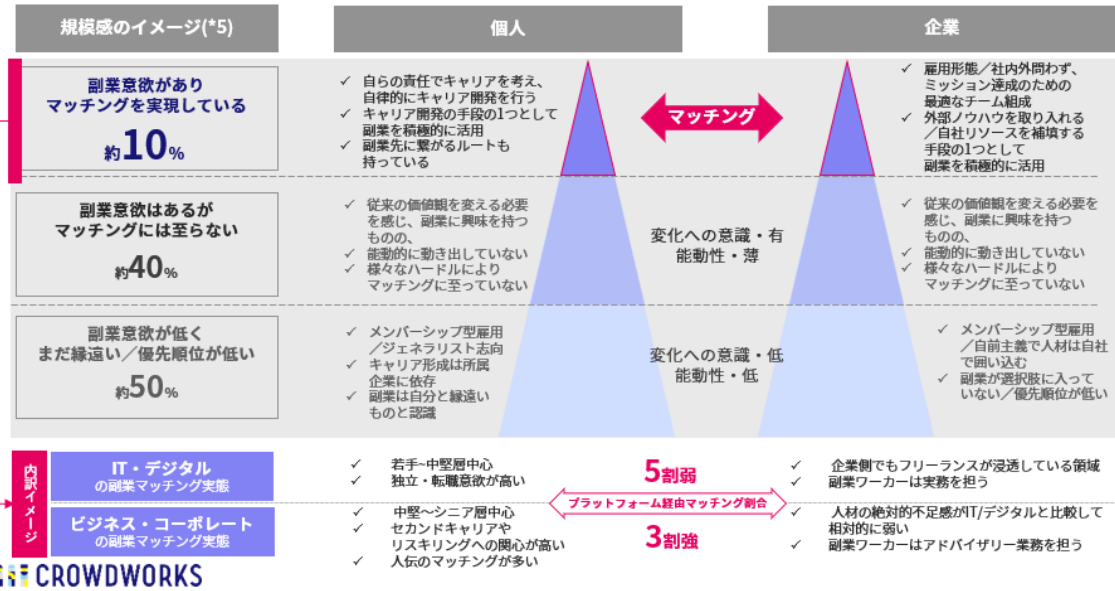 規模感のイメージ(*5)
個人
企業
副業意欲があり
マッチングを実現している
約10%
✓ 自らの責任でキャリアを考え、
自律的にキャリア開発を行う
✓ キャリア開発の手段の1つとして
副業を積極的に活用
✓ 副業先に繋がるルートも
持っている
マッチング
✓ 雇用形態／社内外問わず、
ミッション達成のための
最適なチーム組成
✓ 外部ノウハウを取り入れる
／自社リソースを補填する
手段の1つとして
副業を積極的に活用
副業意欲はあるが
マッチングには至らない
約40%
✓ 従来の価値観を変える必要
を感じ、副業に興味を持つ
ものの、
✓ 能動的に動き出していない
✓ 様々なハードルにより
マッチングに至っていない
変化への意識・有
能動性・薄
✓ 従来の価値観を変える必要を
感じ、副業に興味を持つ
ものの、
✓ 能動的に動き出していない
✓ 様々なハードルにより
マッチングに至っていない
副業意欲が低く
まだ縁遠い／優先順位が低い
約50%
✓ メンバーシップ型雇用
／ジェネラリスト志向
✓ キャリア形成は所属
企業に依存
✓ 副業は自分と縁遠い
ものと認識
変化への意識・低
能動性・低
✓ メンバーシップ型雇用
／自前主義で人材は自社
で囲い込む
✓ 副業が選択肢に入って
いない／優先順位が低い
内訳イメージ
IT・デジタル
の副業マッチング実態
✓ 若手~中堅層中心
✓ 独立・転職意欲が高い
5割弱
✓ 企業側でもフリーランスが浸透している領域
✓ 副業ワーカーは実務を担う
プラットフォーム経由マッチング割合
ビジネス・コーポレート
の副業マッチング実態
✓ 中堅～シニア層中心
✓ セカンドキャリアや
リスキリングへの関心が高い
✓ 人伝のマッチングが多い
3割強
✓ 人材の絶対的不足感がIT/デジタルと比較して
相対的に弱い
✓ 副業ワーカーはアドバイザリー業務を担う
CROWDWORKS